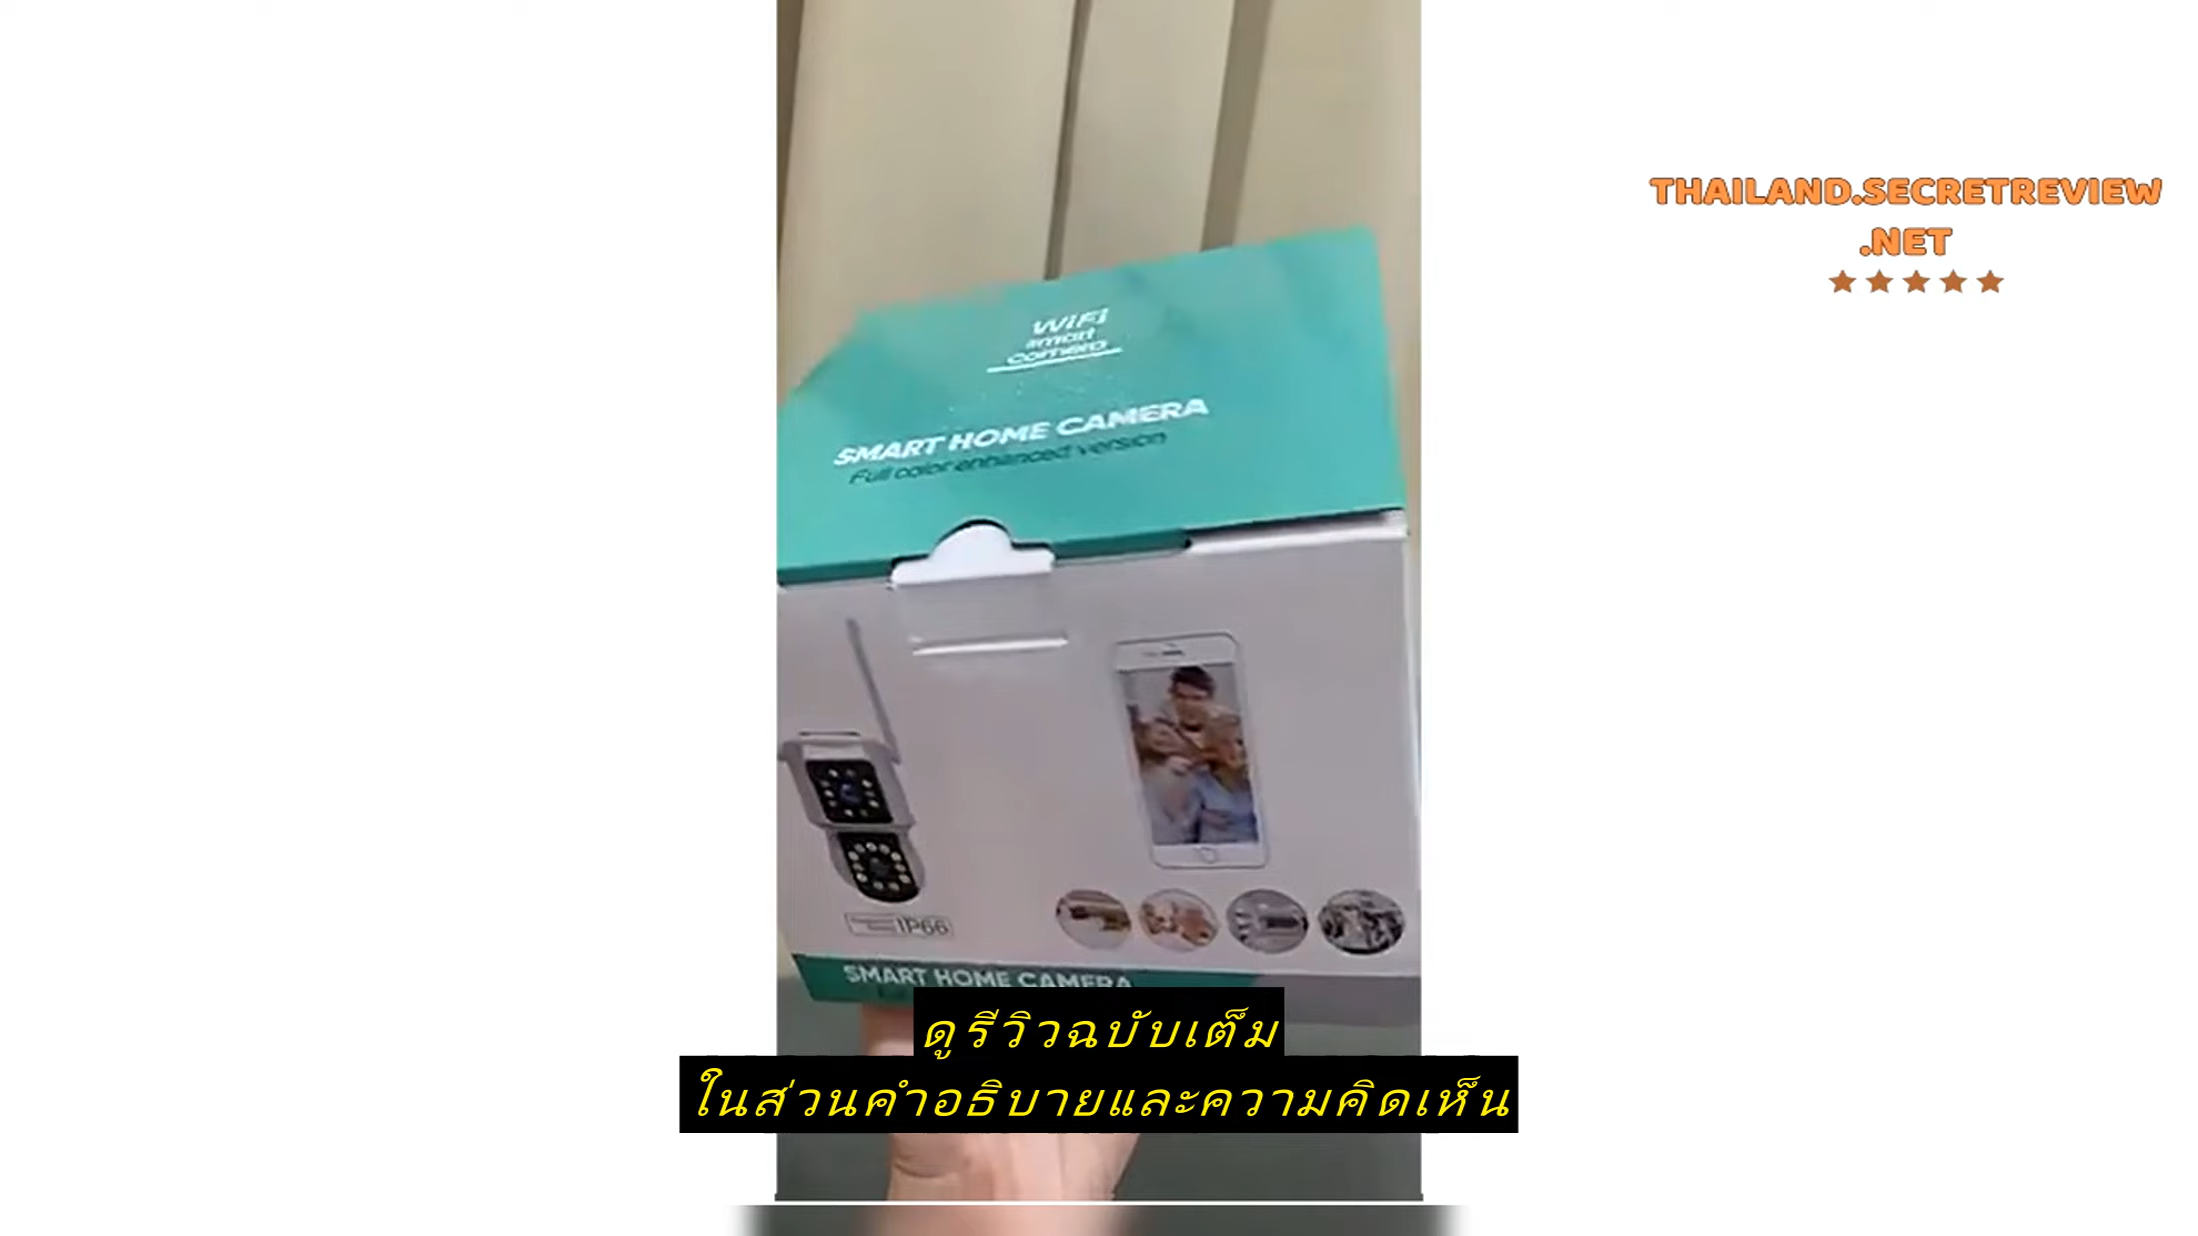 THAILAND.SECRETREVIEW
.NET
WiFi
smart
camera
SMART HOME CAMERA
Full color enhanced version
IP66
SMART HOME CAMERA
ดูรีวิวฉบับเต็ม
ในส่วนคำอธิบายและความคิดเห็น